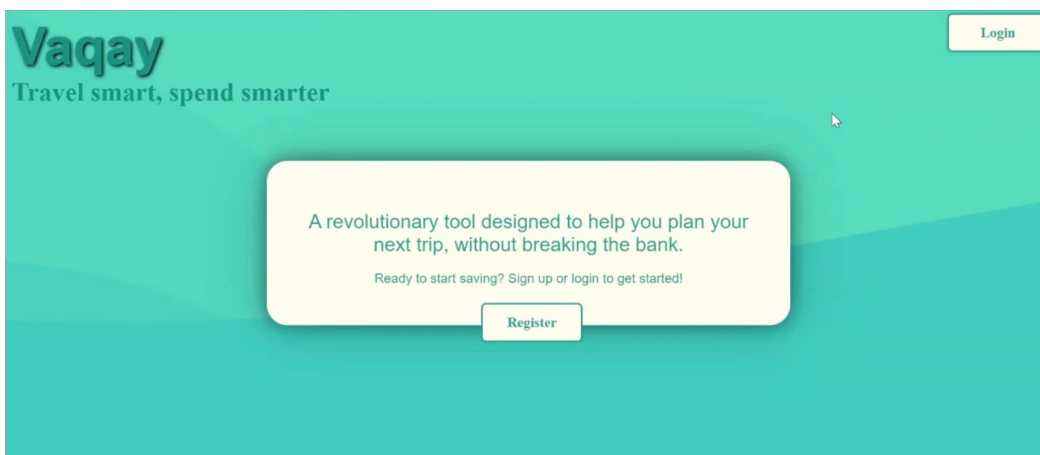 Vaqay
Login
Travel smart, spend smarter
A revolutionary tool designed to help you plan your
next trip, without breaking the bank.
Ready to start saving? Sign up or login to get started!
Register